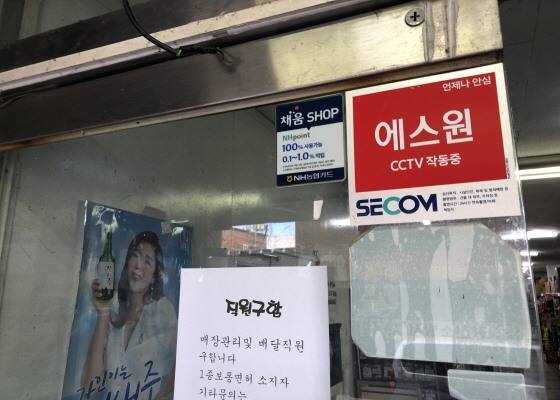 언제나 안심
에스원
CCTV 작동중
SECOM
채움 SHOP
NHpoint
100% 사용가능
0.1~1.0% 적립
NH농협카드
직원구함
매장관리및 배달직원
구합니다
1종보통면허 소지자
기타문의는